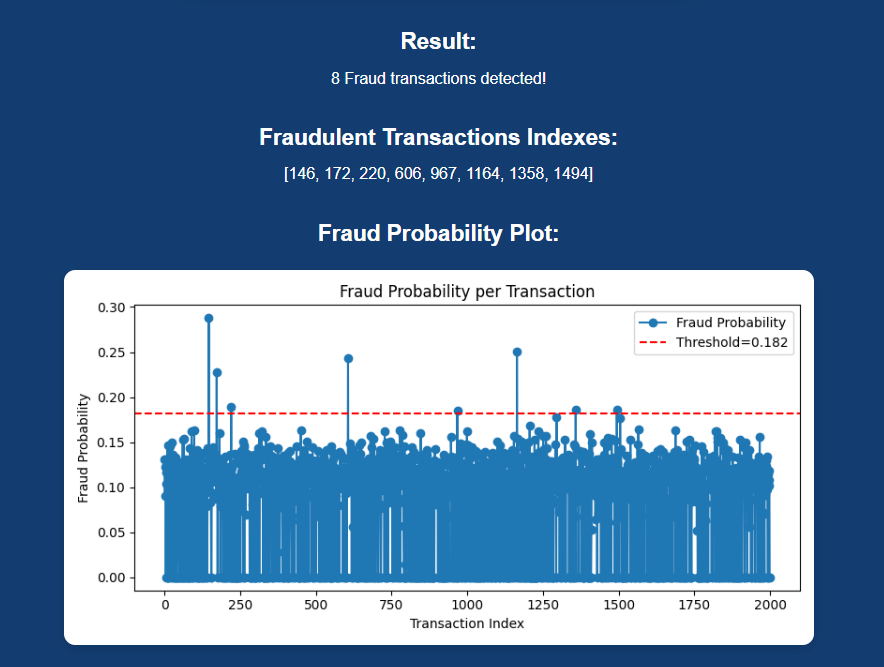 Result:
8 Fraud transactions detected!
Fraudulent Transactions Indexes:
[146, 172, 220, 606, 967, 1164, 1358, 1494]
Fraud Probability Plot:
Fraud Probability per Transaction
Fraud Probability
Threshold=0.182
Fraud Probability
0.30
0.25
0.20
0.15
0.10
0.05
0.00
0 250 500 750 1000 1250 1500 1750 2000
Transaction Index